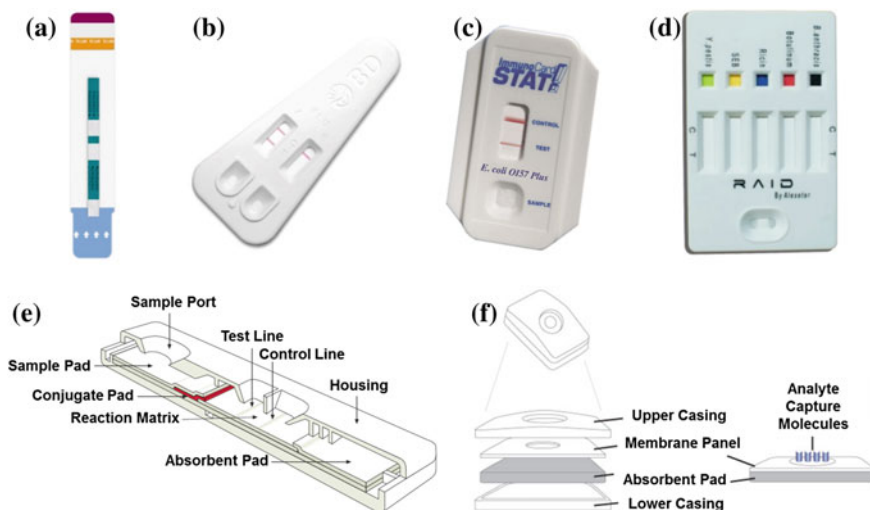 (a)
(b)
(c)
(d)
BD
ImmunoCard
STAT!
CONTROL
TEST
E. coli O157 Plus
SAMPLE
Y. pestis
SEB
Ricin
Botulinum
B. anthracis
C T
C T
RAID
By Alexeter
(e)
Sample Port
Test Line
Control Line
Sample Pad
Housing
Conjugate Pad
Reaction Matrix
Absorbent Pad
(f)
Upper Casing
Membrane Panel
Absorbent Pad
Lower Casing
Analyte
Capture
Molecules